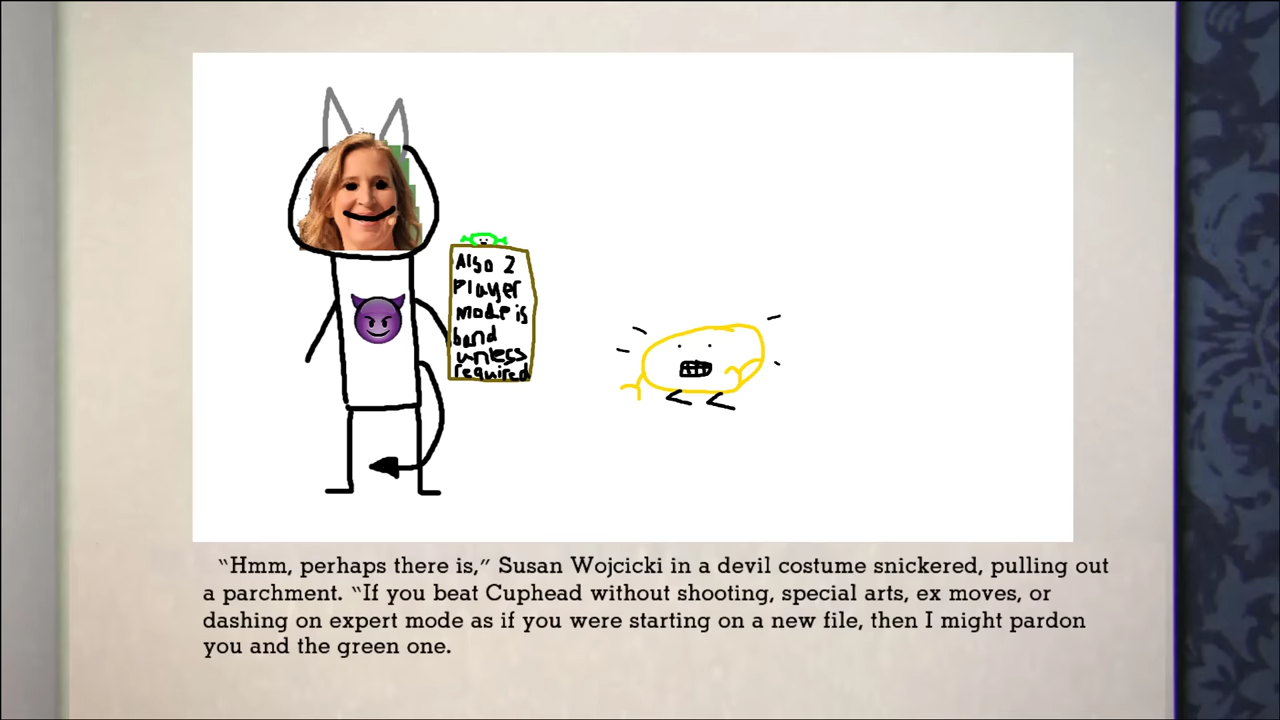 Also 2
Player
mode is
band
unless
required
“Hmm, perhaps there is,” Susan Wojcicki in a devil costume snickered, pulling out
a parchment. “If you beat Cuphead without shooting, special arts, ex moves, or
dashing on expert mode as if you were starting on a new file, then I might pardon
you and the green one.